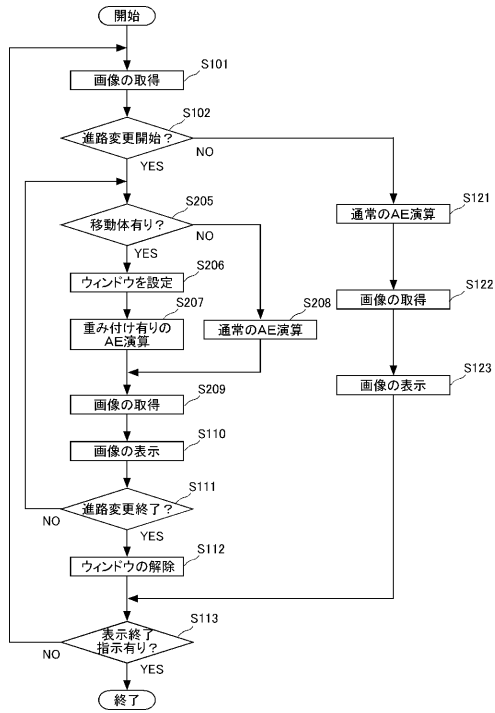 開始
S101
画像の取得
S102
進路変更開始？
NO
YES
S205
移動体有り？
NO
YES
S121
通常のAE演算
S206
ウィンドウを設定
S207
重み付け有りの
AE演算
S208
通常のAE演算
S122
画像の取得
S209
画像の取得
S123
画像の表示
S110
画像の表示
S111
進路変更終了？
NO
YES
S112
ウィンドウの解除
S113
表示終了
指示有り？
NO
YES
終了